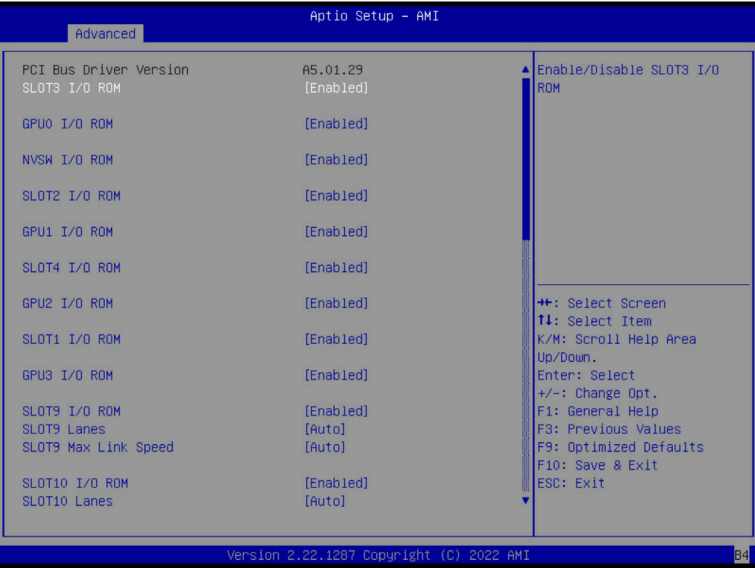 Aptio Setup – AMI
Advanced
PCI Bus Driver Version A5.01.29
SLOT3 I/O ROM [Enabled]
GPU0 I/O ROM [Enabled]
NVSW I/O ROM [Enabled]
SLOT2 I/O ROM [Enabled]
GPU1 I/O ROM [Enabled]
SLOT4 I/O ROM [Enabled]
GPU2 I/O ROM [Enabled]
SLOT1 I/O ROM [Enabled]
GPU3 I/O ROM [Enabled]
SLOT9 I/O ROM [Enabled]
SLOT9 Lanes [Auto]
SLOT9 Max Link Speed [Auto]
SLOT10 I/O ROM [Enabled]
SLOT10 Lanes [Auto]
Enable/Disable SLOT3 I/O
ROM
→←: Select Screen
↑↓: Select Item
K/M: Scroll Help Area
Up/Down.
Enter: Select
+/-: Change Opt.
F1: General Help
F3: Previous Values
F9: Optimized Defaults
F10: Save & Exit
ESC: Exit
Version 2.22.1287 Copyright (C) 2022 AMI
B4